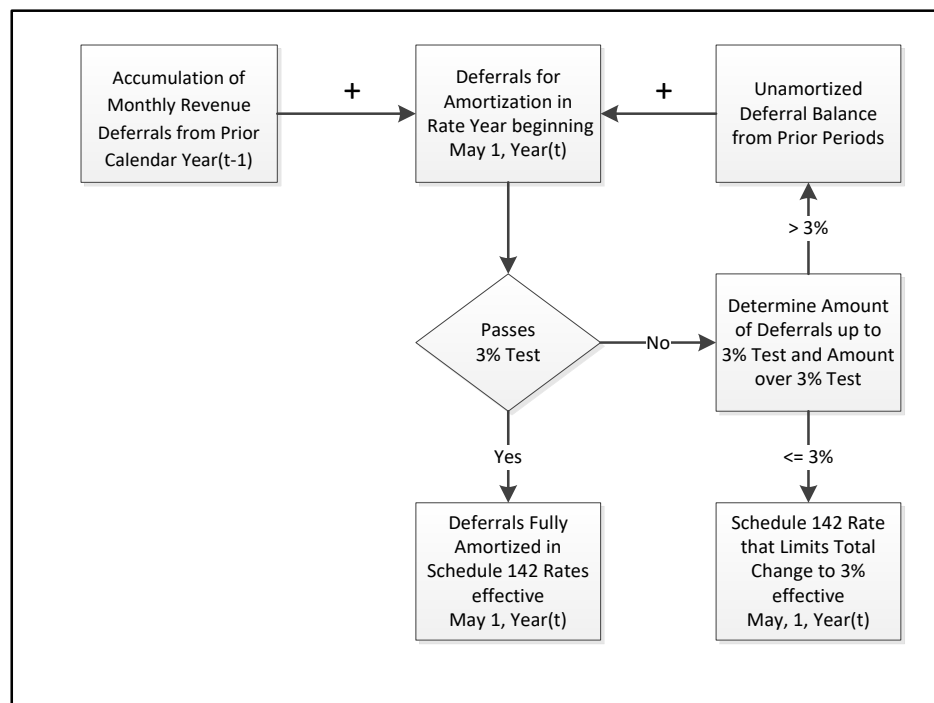 Accumulation of
Monthly Revenue
Deferrals from Prior
Calendar Year(t-1)
+
Deferrals for
Amortization in
Rate Year beginning
May 1, Year(t)
+
Unamortized
Deferral Balance
from Prior Periods
> 3%
Passes
3% Test
No
Determine Amount
of Deferrals up to
3% Test and Amount
over 3% Test
Yes
<= 3%
Deferrals Fully
Amortized in
Schedule 142 Rates
effective
May 1, Year(t)
Schedule 142 Rate
that Limits Total
Change to 3%
effective
May, 1, Year(t)